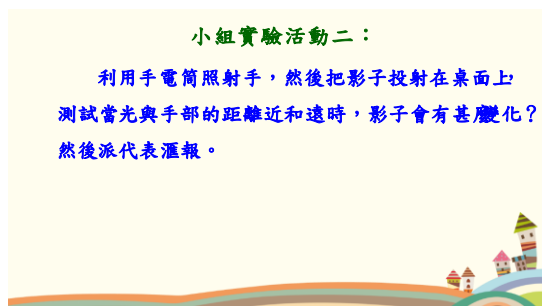 小組實驗活動二：
利用手電筒照射手，然後把影子投射在桌面上，
測試當光與手部的距離近和遠時，影子會有甚麼變化？
然後派代表滙報。